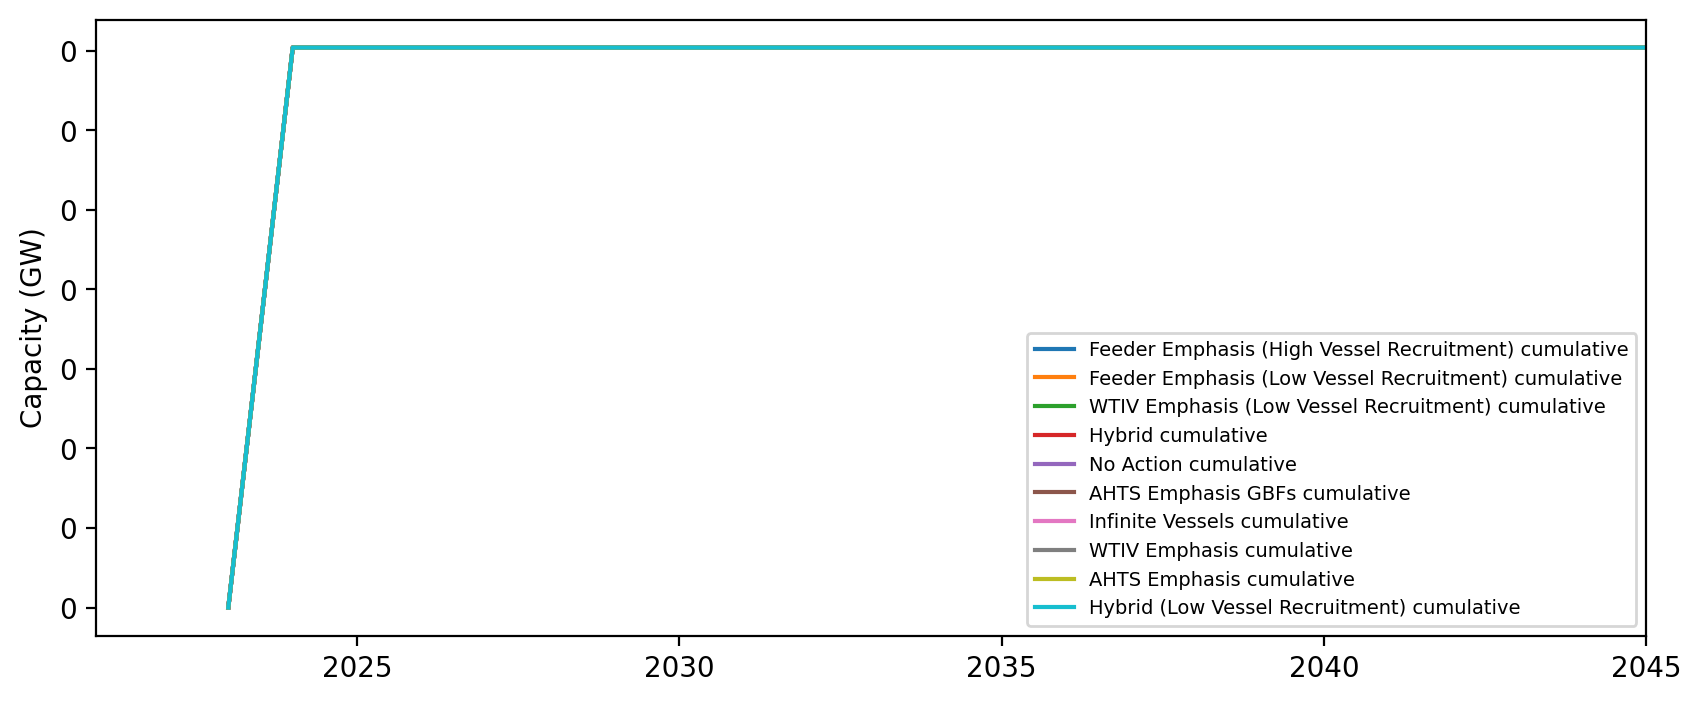 Capacity (GW)
0
0
0
0
0
0
0
0
Feeder Emphasis (High Vessel Recruitment) cumulative
Feeder Emphasis (Low Vessel Recruitment) cumulative
WTIV Emphasis (Low Vessel Recruitment) cumulative
Hybrid cumulative
No Action cumulative
AHTS Emphasis GBFs cumulative
Infinite Vessels cumulative
WTIV Emphasis cumulative
AHTS Emphasis cumulative
Hybrid (Low Vessel Recruitment) cumulative
2025 2030 2035 2040 2045